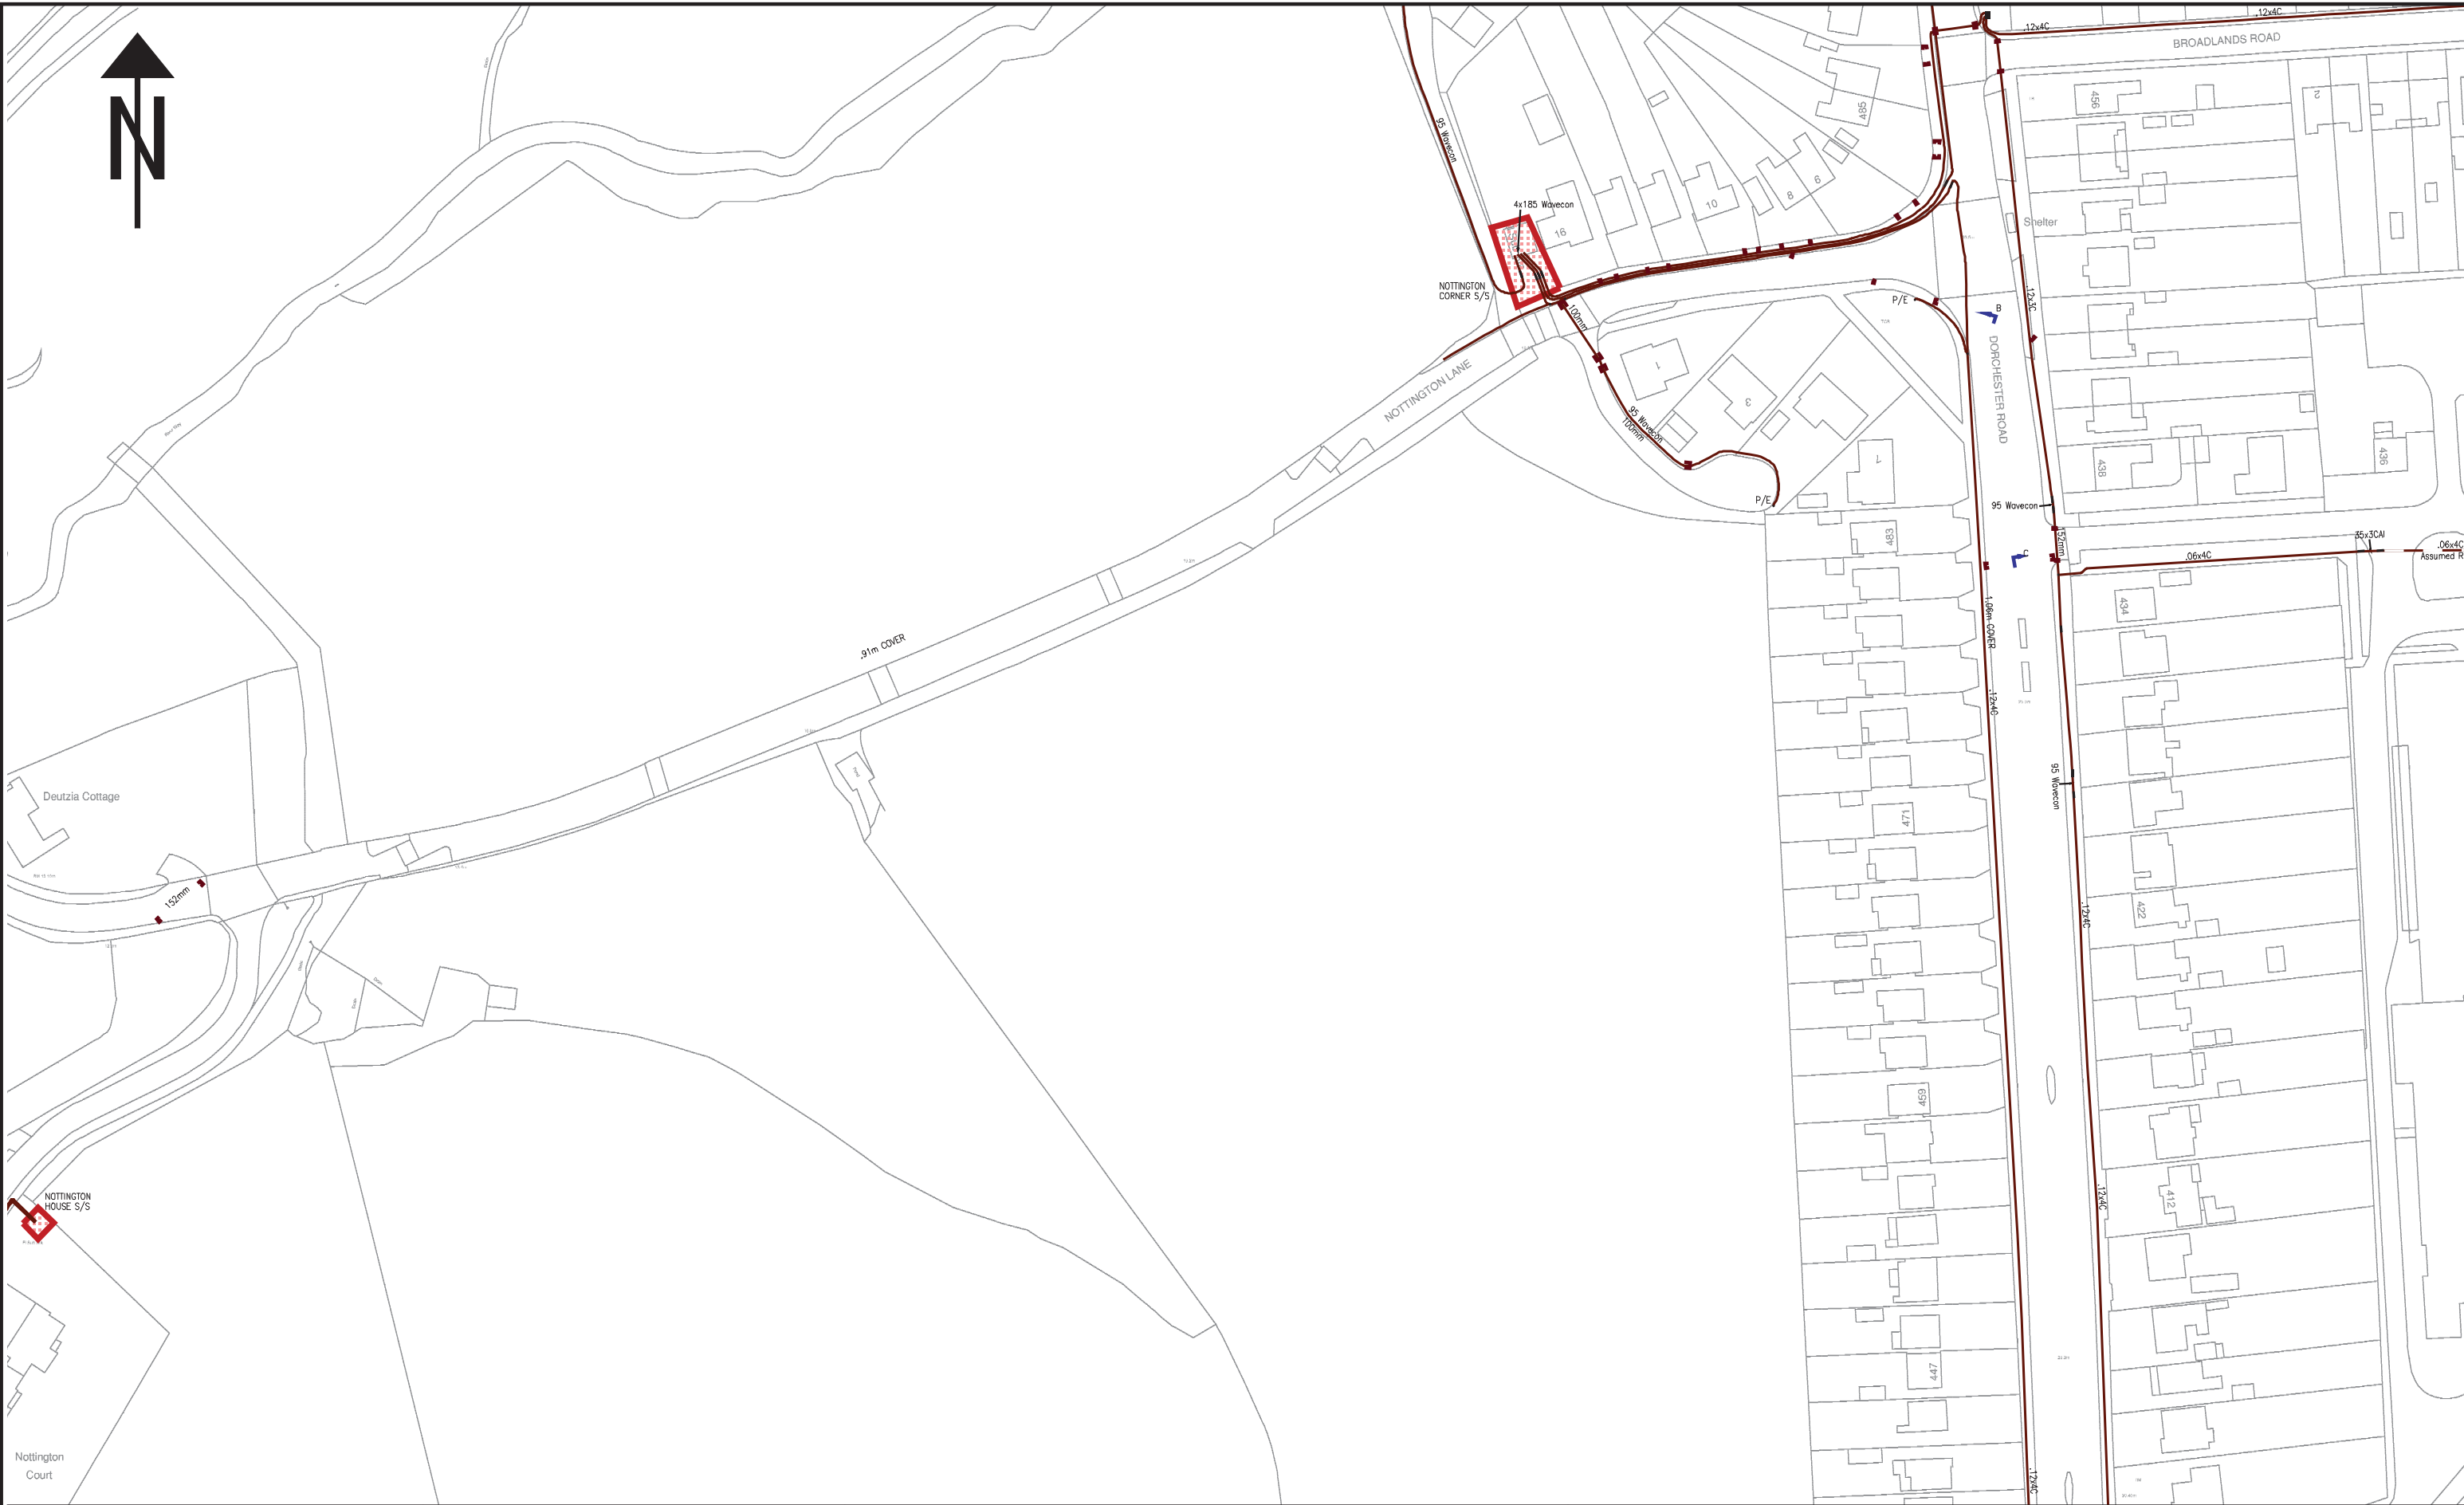 .12x4C
.12x4C
BROADLANDS ROAD
N
95 Wavecon
485
456
2
4x185 Wavecon
16
10
8
6
Shelter
NOTTINGTON
CORNER S/S
100mm
P/E
B
.12x3C
DORCHESTER ROAD
NOTTINGTON LANE
1
3
95 Wavecon
100mm
P/E
438
436
95 Wavecon
152mm
483
C
35x3CAI
.06x4C
.06x4C
Assumed R
1.06m COVER
434
.91m COVER
.12x4C
95 Wavecon
Deutzia Cottage
471
152mm
422
.12x4C
459
412
.12x4C
NOTTINGTON
HOUSE S/S
447
Nottington
Court
.12x4C